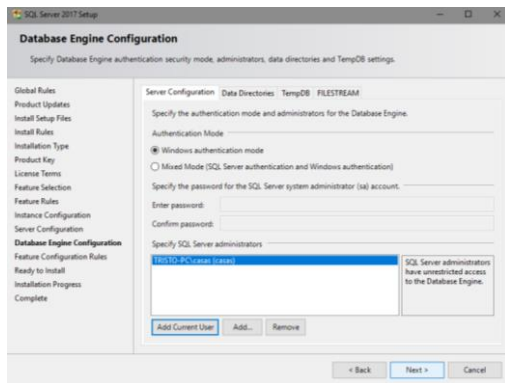 SQL Server 2017 Setup
Database Engine Configuration
Specify Database Engine authentication security mode, administrators, data directories and TempDB settings.
Global Rules
Product Updates
Install Setup Files
Install Rules
Installation Type
Product Key
License Terms
Feature Selection
Feature Rules
Instance Configuration
Server Configuration
Database Engine Configuration
Feature Configuration Rules
Ready to Install
Installation Progress
Complete
Server Configuration Data Directories TempDB FILESTREAM
Specify the authentication mode and administrators for the Database Engine.
Authentication Mode
Windows authentication mode
Mixed Mode (SQL Server authentication and Windows authentication)
Specify the password for the SQL Server system administrator (sa) account.
Enter password:
Confirm password:
Specify SQL Server administrators
TRISTO-PC\casas (casas)
SQL Server administrators
have unrestricted access
to the Database Engine.
Add Current User Add... Remove
< Back Next > Cancel